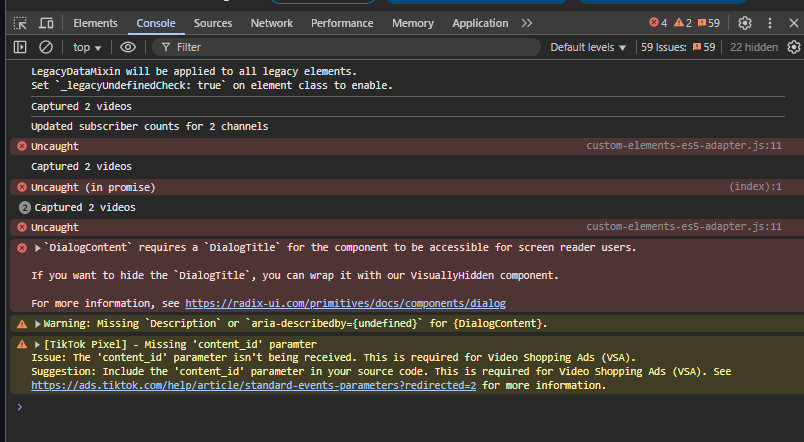 Elements Console Sources Network Performance Memory Application >> 4 2 59
top ▼ Filter Default levels ▼ 59 Issues: 59 22 hidden
LegacyDataMixin will be applied to all legacy elements.
Set `_legacyUndefinedCheck: true` on element class to enable.
Captured 2 videos
Updated subscriber counts for 2 channels
Uncaught custom-elements-es5-adapter.js:11
Captured 2 videos
Uncaught (in promise) (index):1
2 Captured 2 videos
Uncaught custom-elements-es5-adapter.js:11
▶ `DialogContent` requires a `DialogTitle` for the component to be accessible for screen reader users.
If you want to hide the `DialogTitle`, you can wrap it with our VisuallyHidden component.
For more information, see https://radix-ui.com/primitives/docs/components/dialog
▶ Warning: Missing `Description` or `aria-describedby={undefined}` for {DialogContent}.
▶ [TikTok Pixel] - Missing 'content_id' paramter
Issue: The 'content_id' parameter isn't being received. This is required for Video Shopping Ads (VSA).
Suggestion: Include the 'content_id' parameter in your source code. This is required for Video Shopping Ads (VSA). See
https://ads.tiktok.com/help/article/standard-events-parameters?redirected=2 for more information.
>